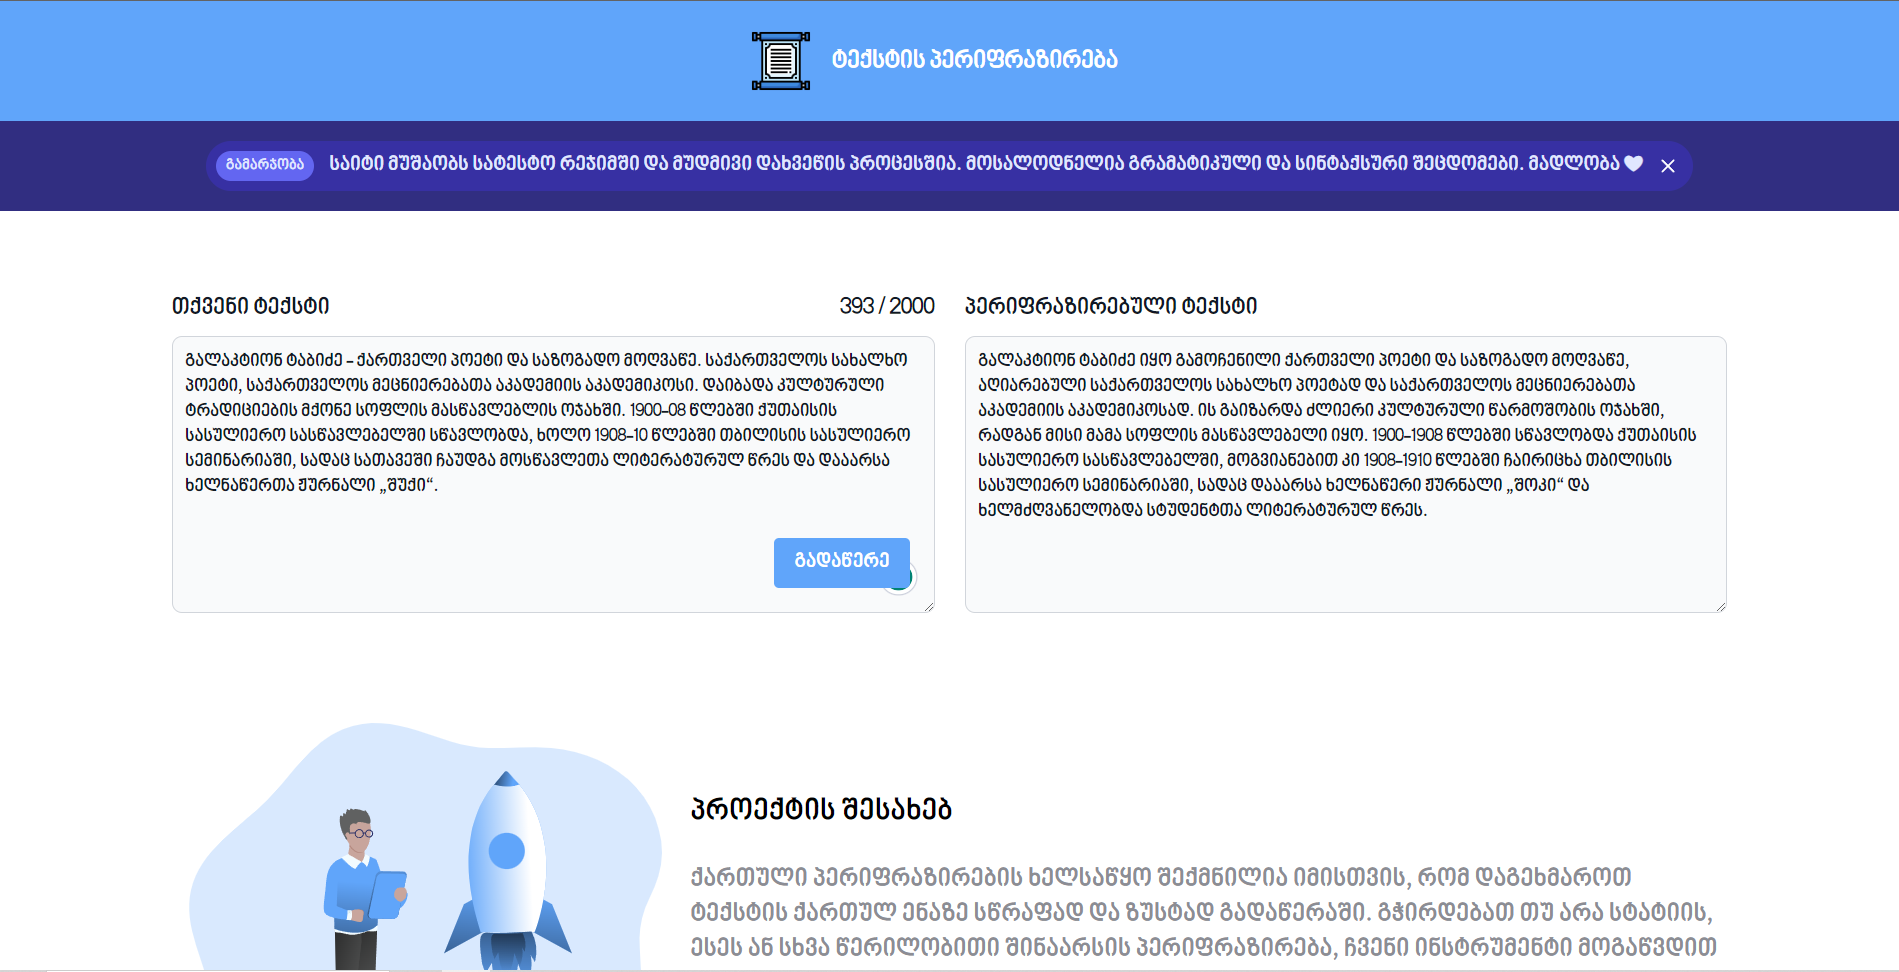 ტექსტის პერიფრაზირება
გამარჯობა
საიტი მუშაობს სატესტო რეჟიმში და მუდმივი დახვეწის პროცესშია. მოსალოდნელია გრამატიკული და სინტაქსური შეცდომები. მადლობა 🤍
თქვენი ტექსტი
393 / 2000
გალაკტიონ ტაბიძე – ქართველი პოეტი და საზოგადო მოღვაწე. საქართველოს სახალხო
პოეტი, საქართველოს მეცნიერებათა აკადემიის აკადემიკოსი. დაიბადა კულტურული
ტრადიციების მქონე სოფლის მასწავლებლის ოჯახში. 1900-08 წლებში ქუთაისის
სასულიერო სასწავლებელში სწავლობდა, ხოლო 1908-10 წლებში თბილისის სასულიერო
სემინარიაში, სადაც სათავეში ჩაუდგა მოსწავლეთა ლიტერატურულ წრეს და დააარსა
ხელნაწერთა ჟურნალი „შუქი“.
გადაწერე
პერიფრაზირებული ტექსტი
გალაკტიონ ტაბიძე იყო გამოჩენილი ქართველი პოეტი და საზოგადო მოღვაწე,
აღიარებული საქართველოს სახალხო პოეტად და საქართველოს მეცნიერებათა
აკადემიის აკადემიკოსად. ის გაიზარდა ძლიერი კულტურული წარმოშობის ოჯახში,
რადგან მისი მამა სოფლის მასწავლებელი იყო. 1900-1908 წლებში სწავლობდა ქუთაისის
სასულიერო სასწავლებელში, მოგვიანებით კი 1908-1910 წლებში ჩაირიცხა თბილისის
სასულიერო სემინარიაში, სადაც დააარსა ხელნაწერი ჟურნალი „შოკი“ და
ხელმძღვანელობდა სტუდენტთა ლიტერატურულ წრეს.
პროექტის შესახებ
ქართული პერიფრაზირების ხელსაწყო შექმნილია იმისთვის, რომ დაგეხმაროთ
ტექსტის ქართულ ენაზე სწრაფად და ზუსტად გადაწერაში. გჭირდებათ თუ არა სტატიის,
ესეს ან სხვა წერილობითი შინაარსის პერიფრაზირება, ჩვენი ინსტრუმენტი მოგაწვდით